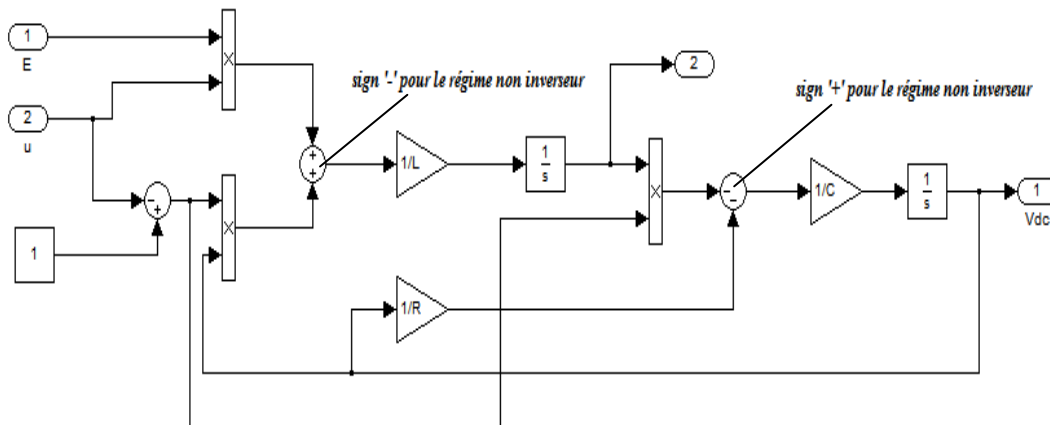 1
E
2
u
1
×
×
sign '-' pour le régime non inverseur
+
+
-
+
1/L
1
s
2
×
1/R
sign '+' pour le régime non inverseur
-
-
1/C
1
s
1
Vdc